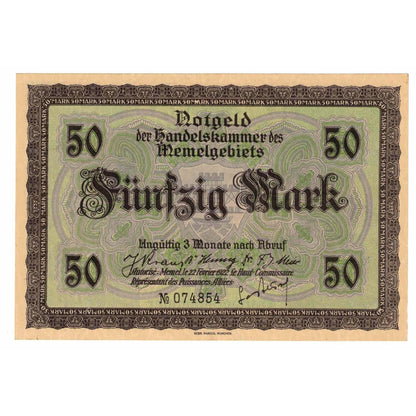 Notgeld
der Handelskammer des
Memelgebiets
50 50
Fünfzig Mark
Ungültig 3 Monate nach Abruf
50 50
Autorisé-Memel, le 22 Février 1922 le Haut-Commissaire
Représentant des Puissances Alliées:
№ 074854